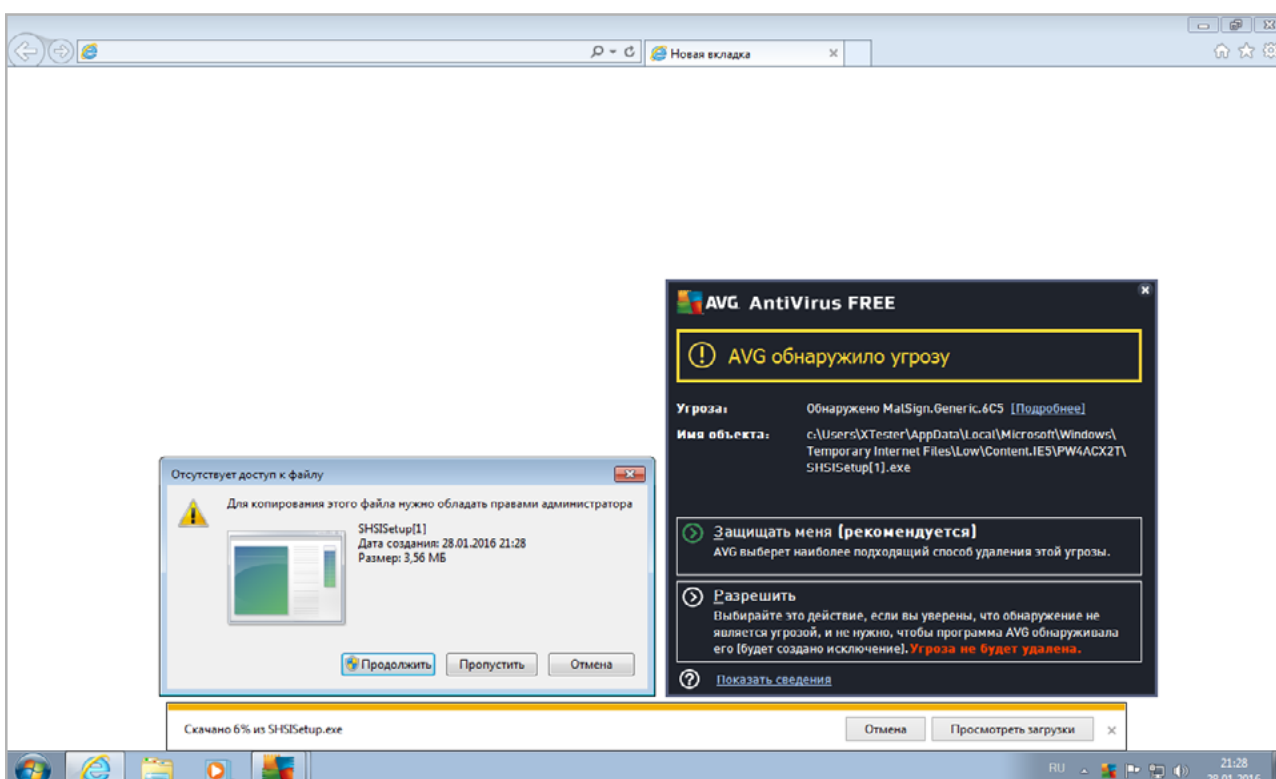 Новая вкладка
AVG AntiVirus FREE
AVG обнаружило угрозу
Угроза: Обнаружено MalSign.Generic.6C5 [Подробнее]
Имя объекта: c:\Users\XTester\AppData\Local\Microsoft\Windows\
Temporary Internet Files\Low\Content.IE5\PW4ACX2T\
SHSISetup[1].exe
Защищать меня (рекомендуется)
AVG выберет наиболее подходящий способ удаления этой угрозы.
Разрешить
Выбирайте это действие, если вы уверены, что обнаружение не
является угрозой, и не нужно, чтобы программа AVG обнаруживала
его (будет создано исключение). Угроза не будет удалена.
Показать сведения
Отсутствует доступ к файлу
Для копирования этого файла нужно обладать правами администратора
SHSISetup[1]
Дата создания: 28.01.2016 21:28
Размер: 3,56 МБ
Продолжить Пропустить Отмена
Скачано 6% из SHSISetup.exe Отмена Просмотреть загрузки
RU 21:28
28.01.2016